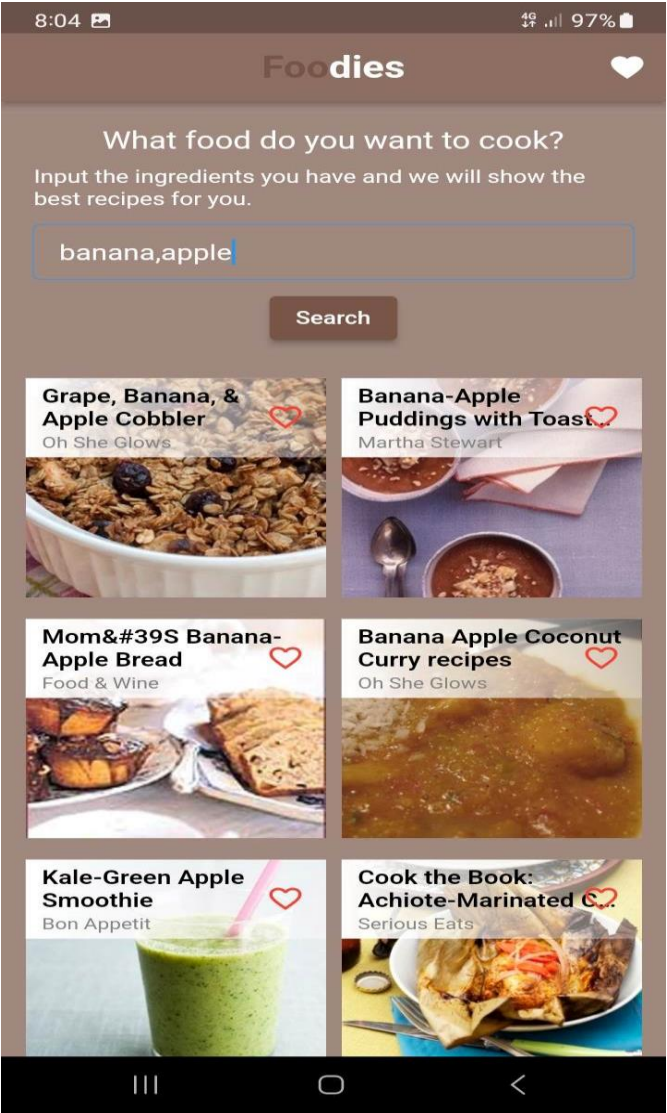 8:04 4G 97%
Foodies
What food do you want to cook?
Input the ingredients you have and we will show the
best recipes for you.
banana,apple
Search
Grape, Banana, &
Apple Cobbler
Oh She Glows
Banana-Apple
Puddings with Toast...
Martha Stewart
Mom&#39S Banana-
Apple Bread
Food & Wine
Banana Apple Coconut
Curry recipes
Oh She Glows
Kale-Green Apple
Smoothie
Bon Appetit
Cook the Book:
Achiote-Marinated C...
Serious Eats